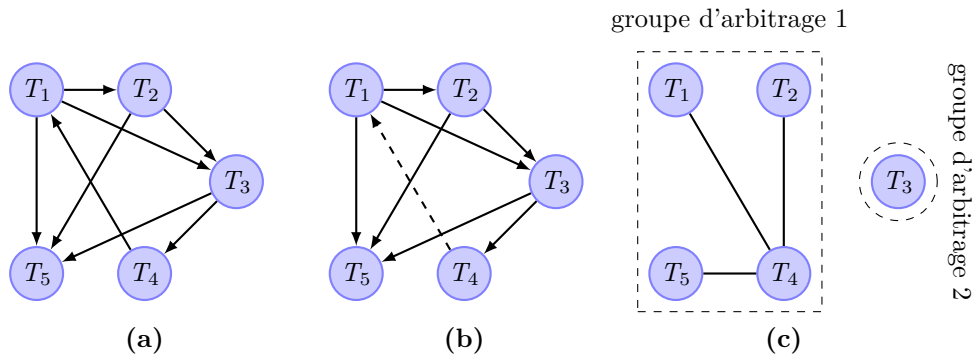 groupe d'arbitrage 1
T1 T2 T1 T2 T1 T2
T3 T3 T3
groupe d'arbitrage 2
T5 T4 T5 T4 T5 T4
(a) (b) (c)